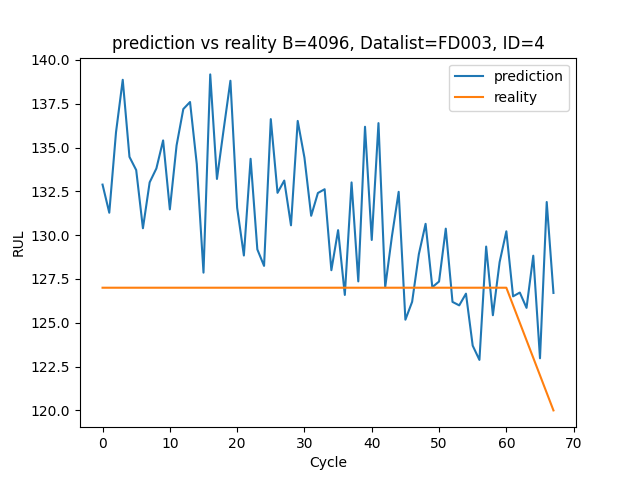 prediction vs reality B=4096, Datalist=FD003, ID=4
prediction
reality
RUL
140.0
137.5
135.0
132.5
130.0
127.5
125.0
122.5
120.0
0 10 20 30 40 50 60 70
Cycle